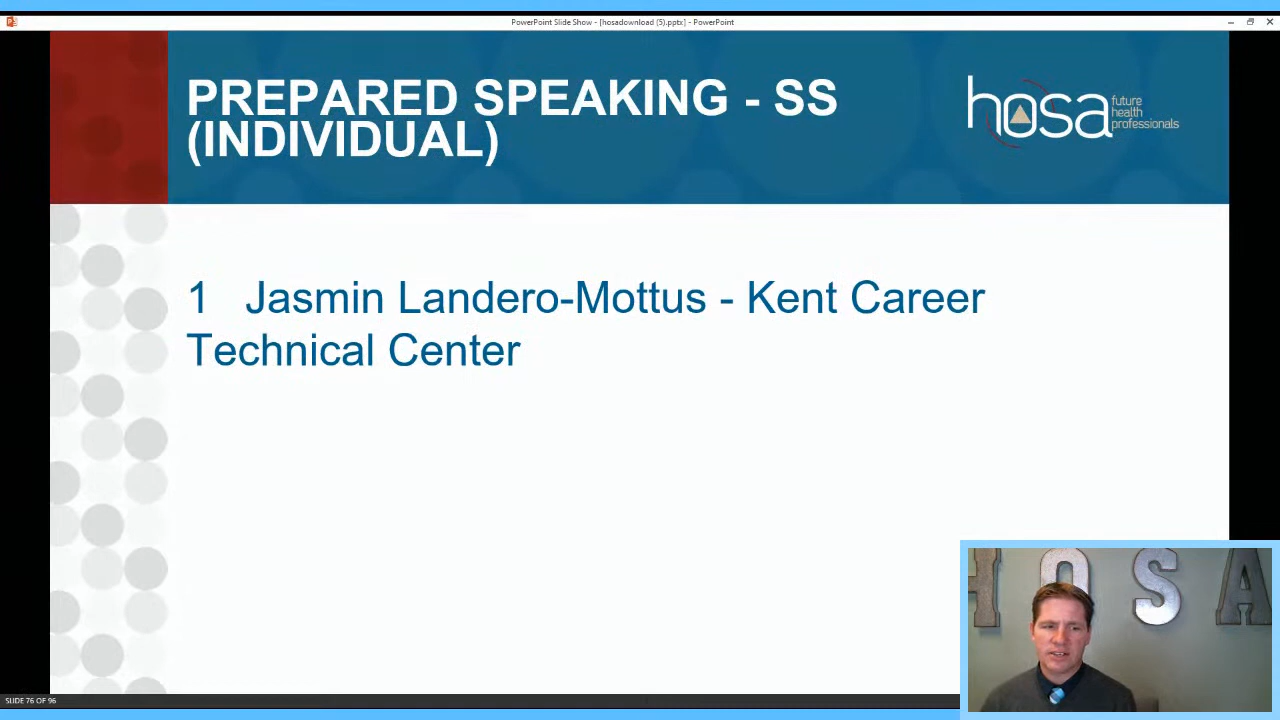 PowerPoint Slide Show - [hosadownload (5).pptx] - PowerPoint
PREPARED SPEAKING - SS
(INDIVIDUAL)
hosa
future
health
professionals
1 Jasmin Landero-Mottus - Kent Career
Technical Center
HOSA
SLIDE 76 OF 96